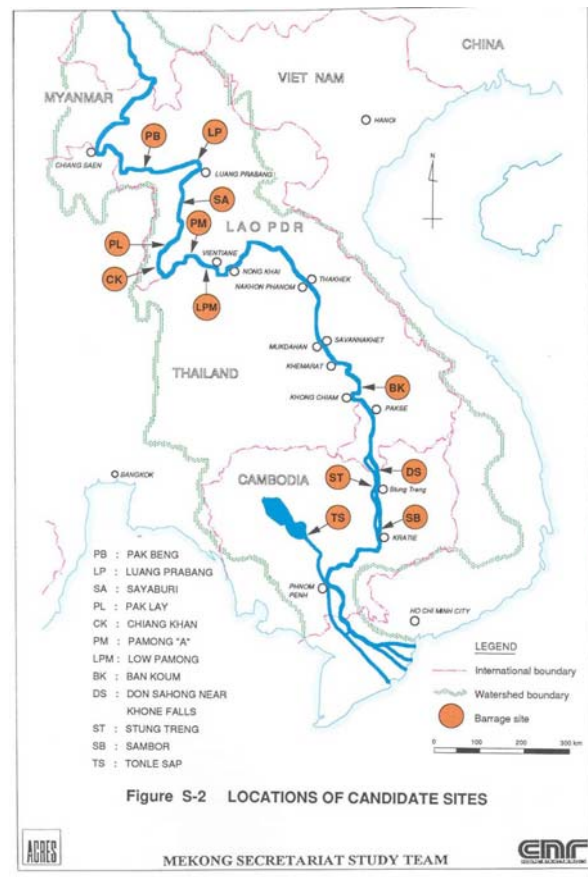 CHINA
VIET NAM
MYANMAR
HANOI
PB
LP
CHIANG SAEN
LUANG PRABANG
N
SA
PM
LAO PDR
PL
VIENTIANE
CK
NONG KHAI
THAKHEK
NAKHON PHANOM
LPM
SAVANNAKHET
MUKDAHAN
KHEMARAT
THAILAND
BK
KHONG CHIAM
PAKSE
DS
ST
BANGKOK
CAMBODIA
Stung Treng
TS
SB
KRATIE
PHNOM
PENH
HO CHI MINH CITY
PB : PAK BENG
LP : LUANG PRABANG
SA : SAYABURI
PL : PAK LAY
CK : CHIANG KHAN
PM : PAMONG "A"
LPM : LOW PAMONG
BK : BAN KOUM
DS : DON SAHONG NEAR
KHONE FALLS
ST : STUNG TRENG
SB : SAMBOR
TS : TONLE SAP
LEGEND
International boundary
Watershed boundary
Barrage site
0 100 200 300 km
Figure S-2 LOCATIONS OF CANDIDATE SITES
ACRES
MEKONG SECRETARIAT STUDY TEAM